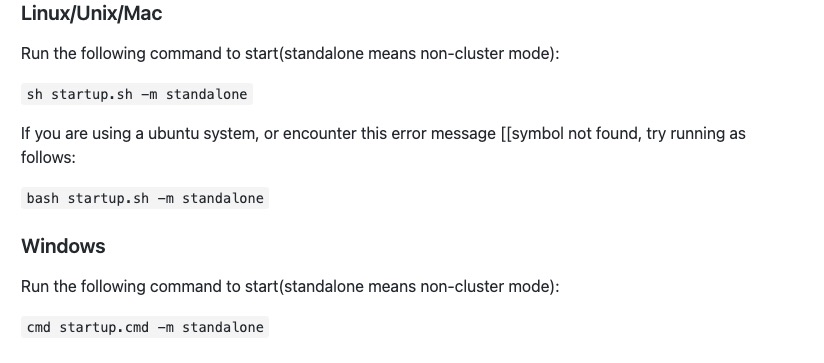 Linux/Unix/Mac
Run the following command to start(standalone means non-cluster mode):
sh startup.sh -m standalone
If you are using a ubuntu system, or encounter this error message [[symbol not found, try running as
follows:
bash startup.sh -m standalone
Windows
Run the following command to start(standalone means non-cluster mode):
cmd startup.cmd -m standalone